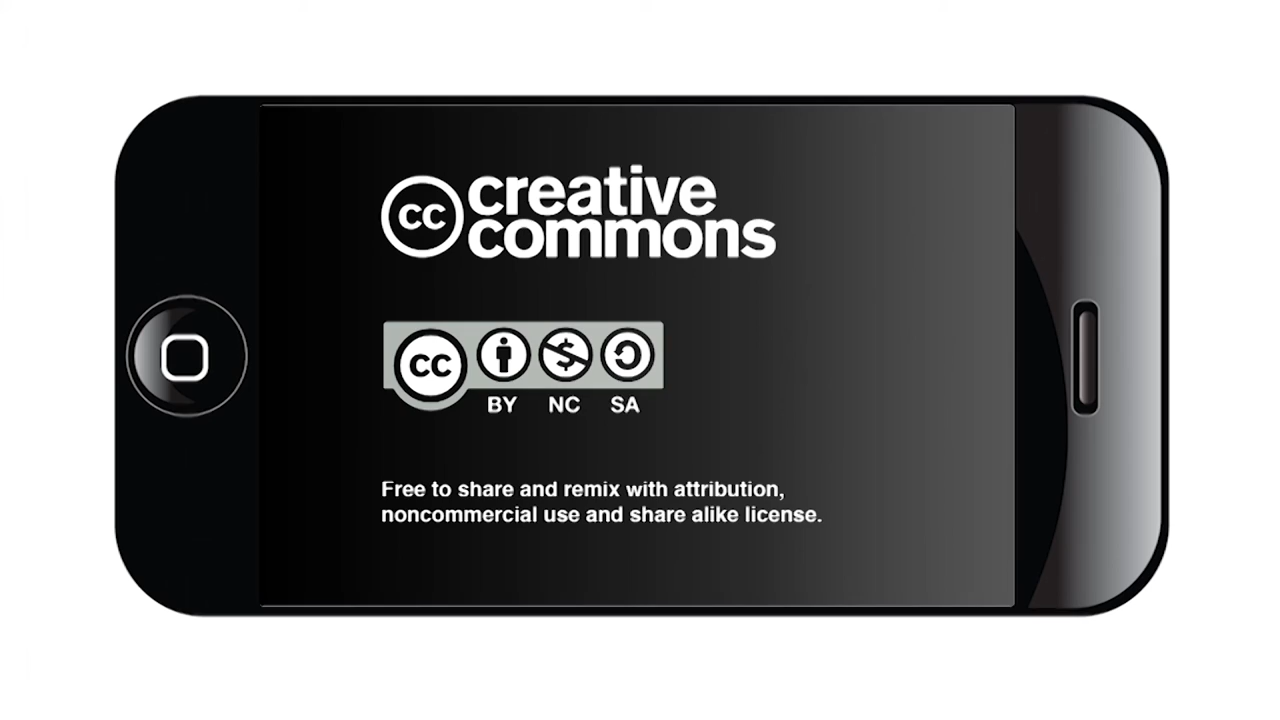 cc creative
commons
cc
BY NC SA
Free to share and remix with attribution,
noncommercial use and share alike license.